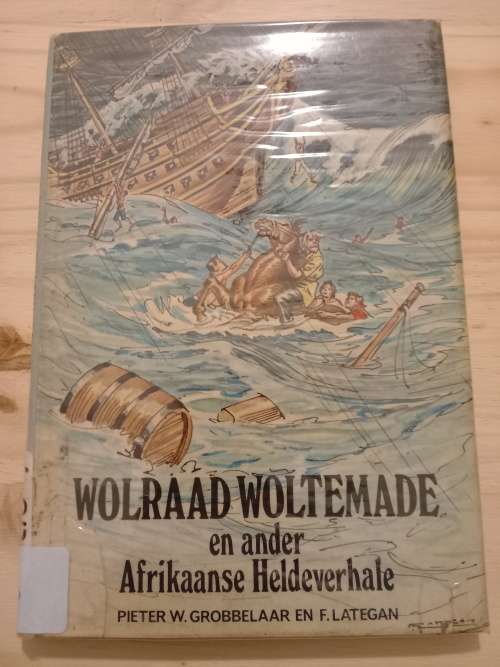 WOLRAAD WOLTEMADE
en ander
Afrikaanse Heldeverhale
PIETER W. GROBBELAAR EN F. LATEGAN